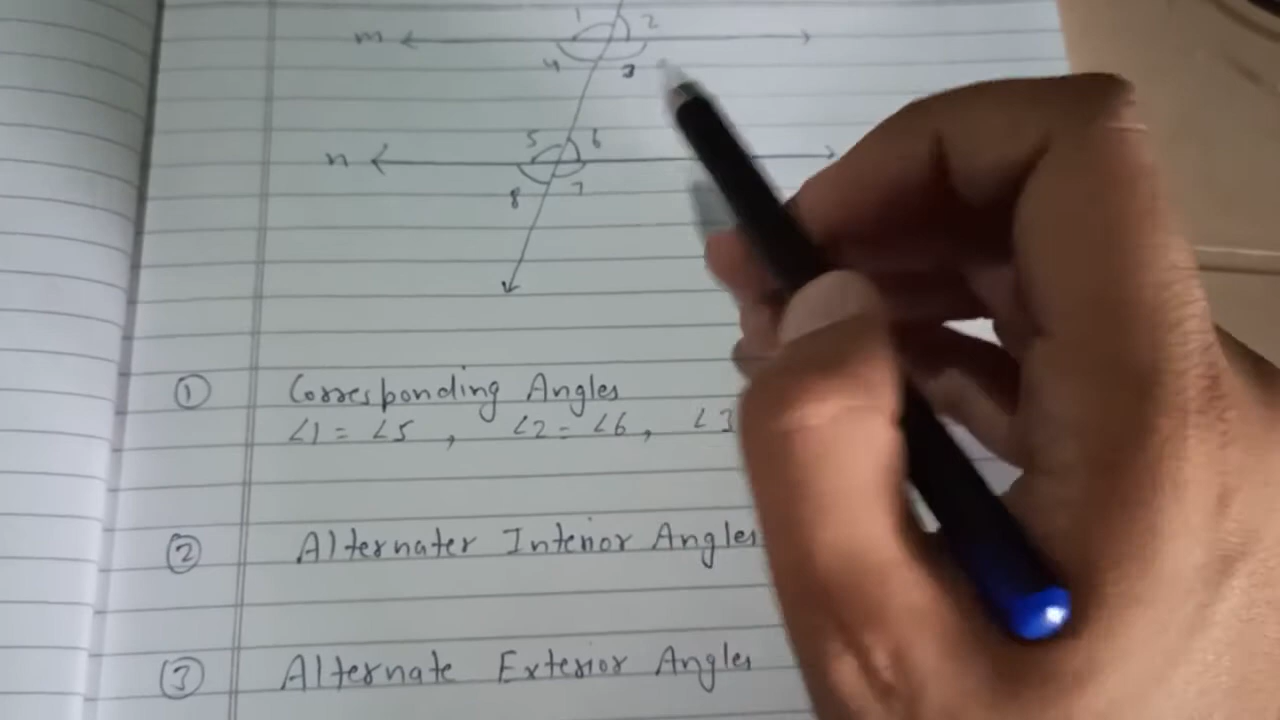 1 2
m
4 3
5 6
n
8 7
① Corresponding Angles
∠1 = ∠5 , ∠2 = ∠6 , ∠3
② Alternater Interior Angles
③ Alternate Exterior Angles